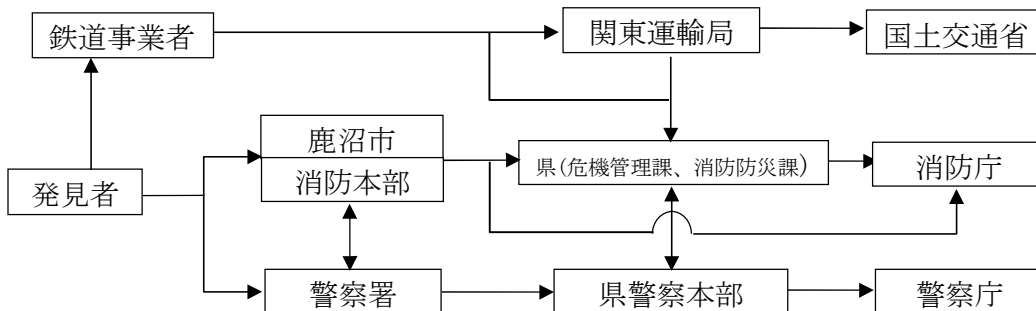 鉄道事業者
関東運輸局
国土交通省
鹿沼市
消防本部
県(危機管理課、消防防災課)
消防庁
発見者
警察署
県警察本部
警察庁